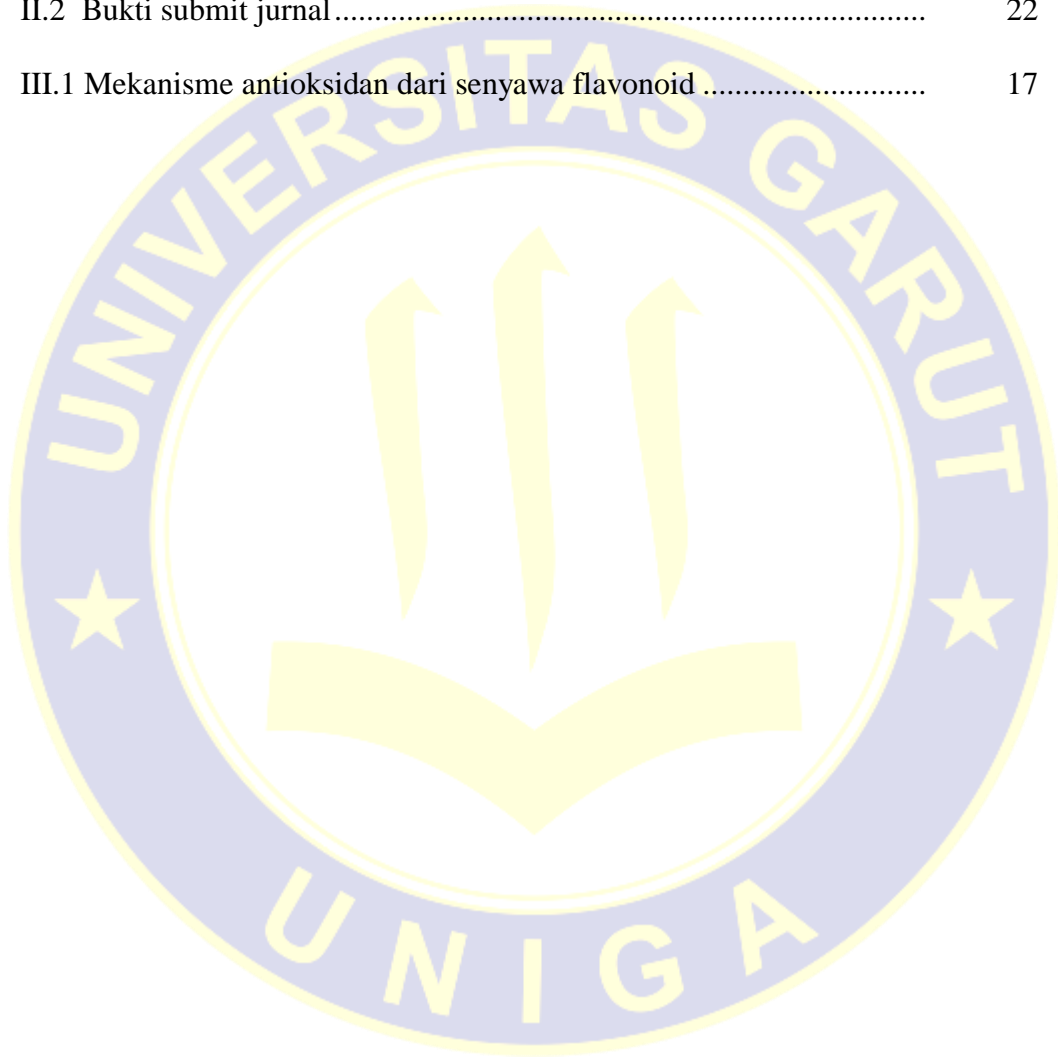 II.2 Bukti submit jurnal........................................................................ 22
III.1 Mekanisme antioksidan dari senyawa flavonoid ........................... 17
UNIVERSITAS GARUT
UNIGA